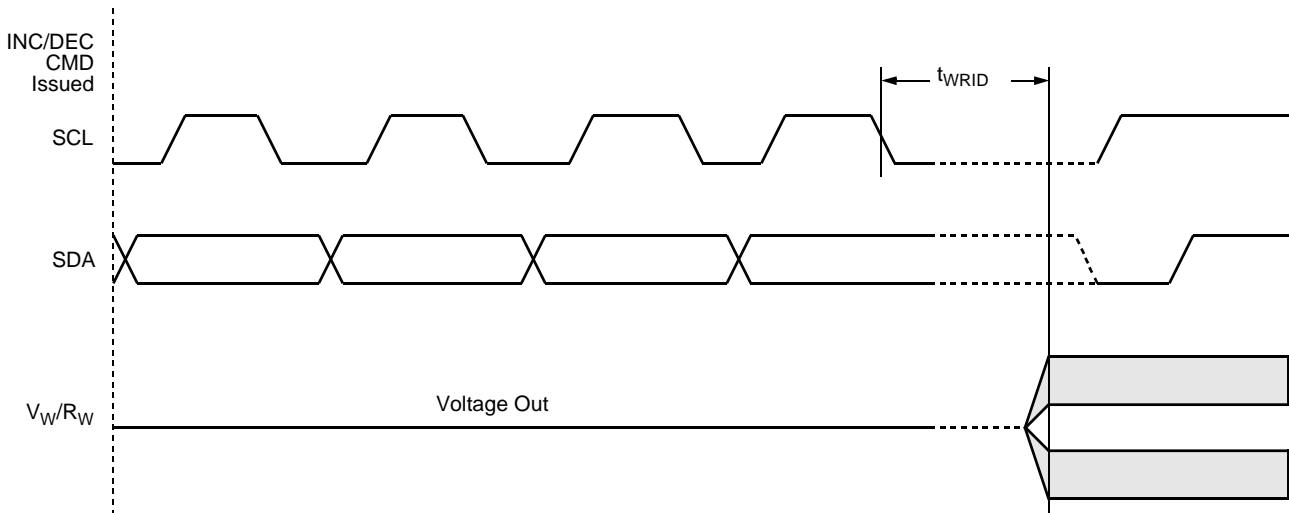 INC/DEC
CMD
Issued
tWRID
SCL
SDA
Voltage Out
VW/RW